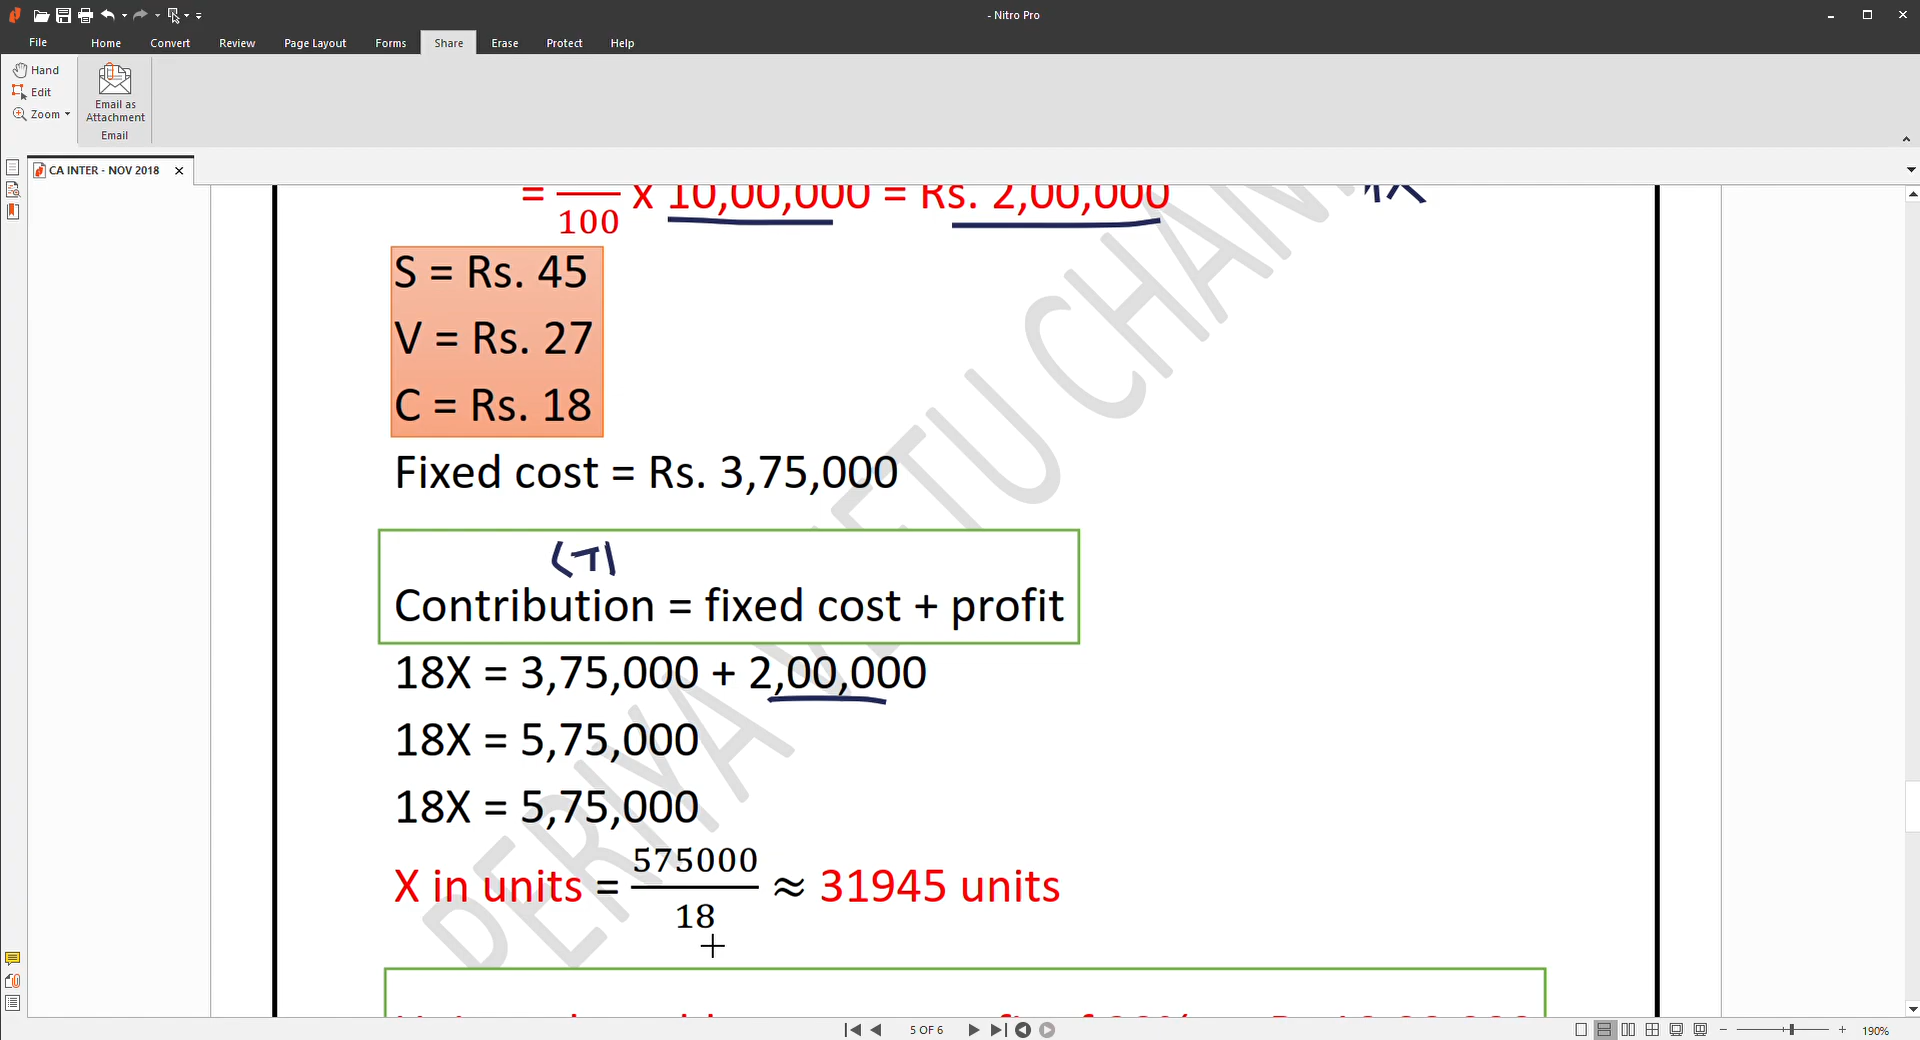 - Nitro Pro
File Home Convert Review Page Layout Forms Share Erase Protect Help
Hand
Edit
Zoom
Email as
Attachment
Email
CA INTER - NOV 2018
= /100 x 10,00,000 = Rs. 2,00,000
S = Rs. 45
V = Rs. 27
C = Rs. 18
Fixed cost = Rs. 3,75,000
(T)
Contribution = fixed cost + profit
18X = 3,75,000 + 2,00,000
18X = 5,75,000
18X = 5,75,000
X in units = 575000/18 ≈ 31945 units
5 OF 6
190%